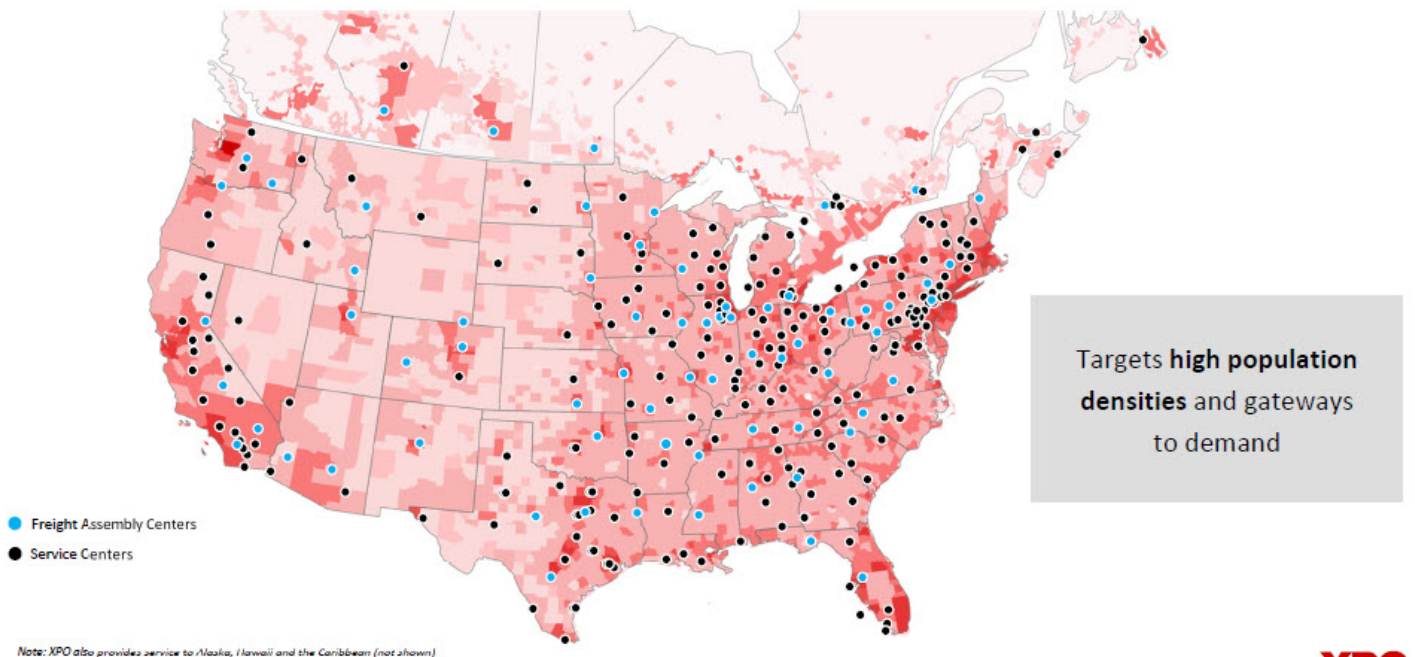 Targets high population
densities and gateways
to demand
Freight Assembly Centers
Service Centers
Note: XPO also provides service to Alaska, Hawaii and the Caribbean (not shown)
XPO